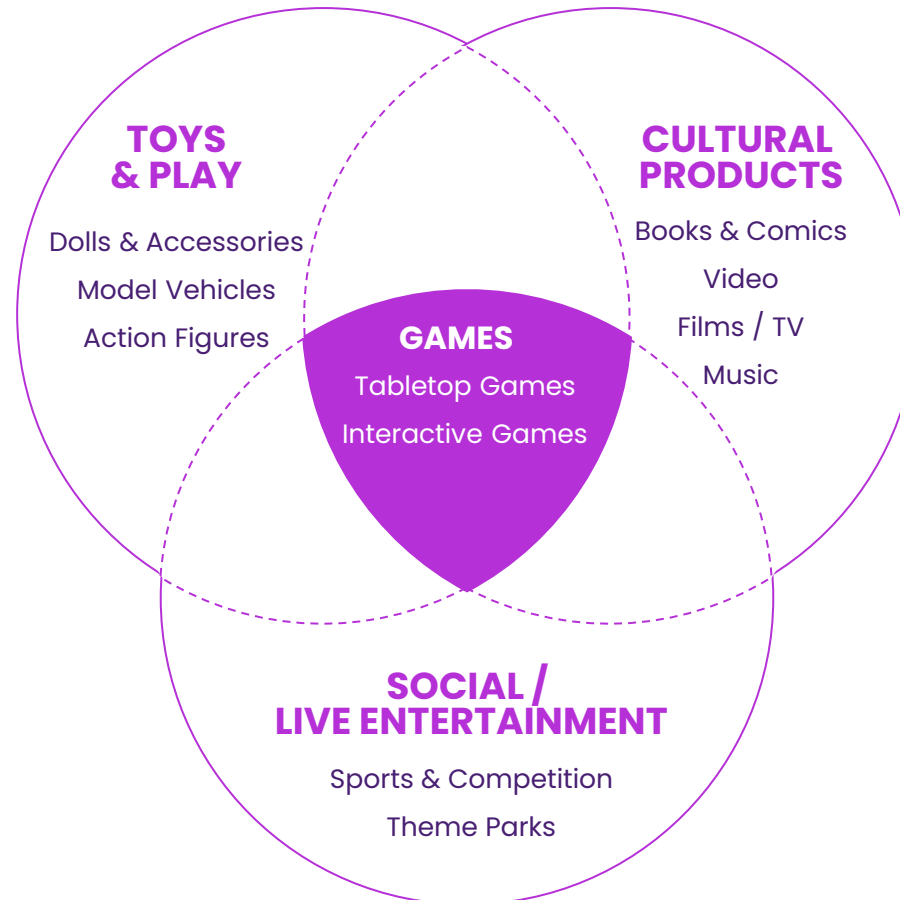 TOYS
& PLAY
Dolls & Accessories
Model Vehicles
Action Figures
CULTURAL
PRODUCTS
Books & Comics
Video
Films / TV
Music
GAMES
Tabletop Games
Interactive Games
SOCIAL /
LIVE ENTERTAINMENT
Sports & Competition
Theme Parks